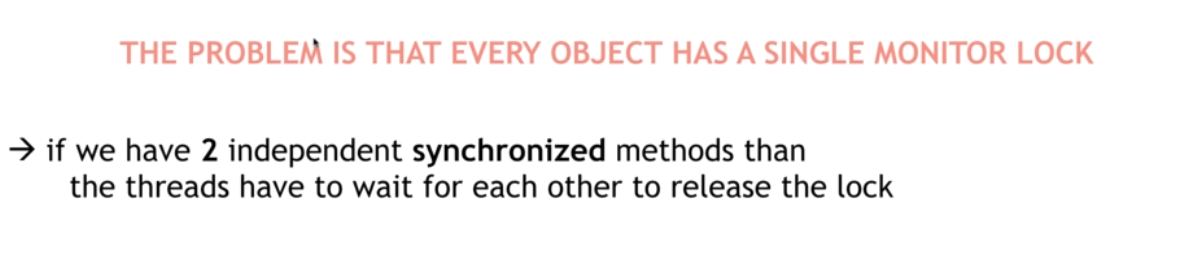 THE PROBLEM IS THAT EVERY OBJECT HAS A SINGLE MONITOR LOCK
→ if we have 2 independent synchronized methods than
the threads have to wait for each other to release the lock